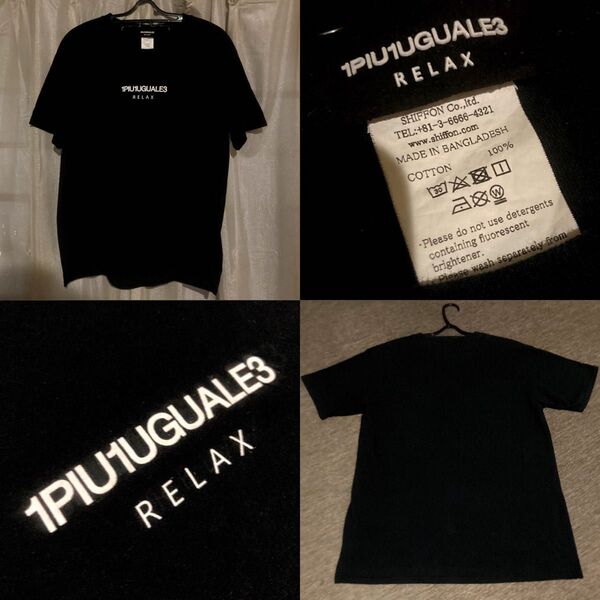 1PIU1UGUALE3
RELAX
1PIU1UGUALE3
RELAX
SHIFFON Co.,ltd.
TEL:+81-3-6666-4321
www.shiffon.com
MADE IN BANGLADESH
COTTON 100%
30
W
·Please do not use detergents
containing fluorescent
brightener.
·Please wash separately from
1PIU1UGUALE3
RELAX